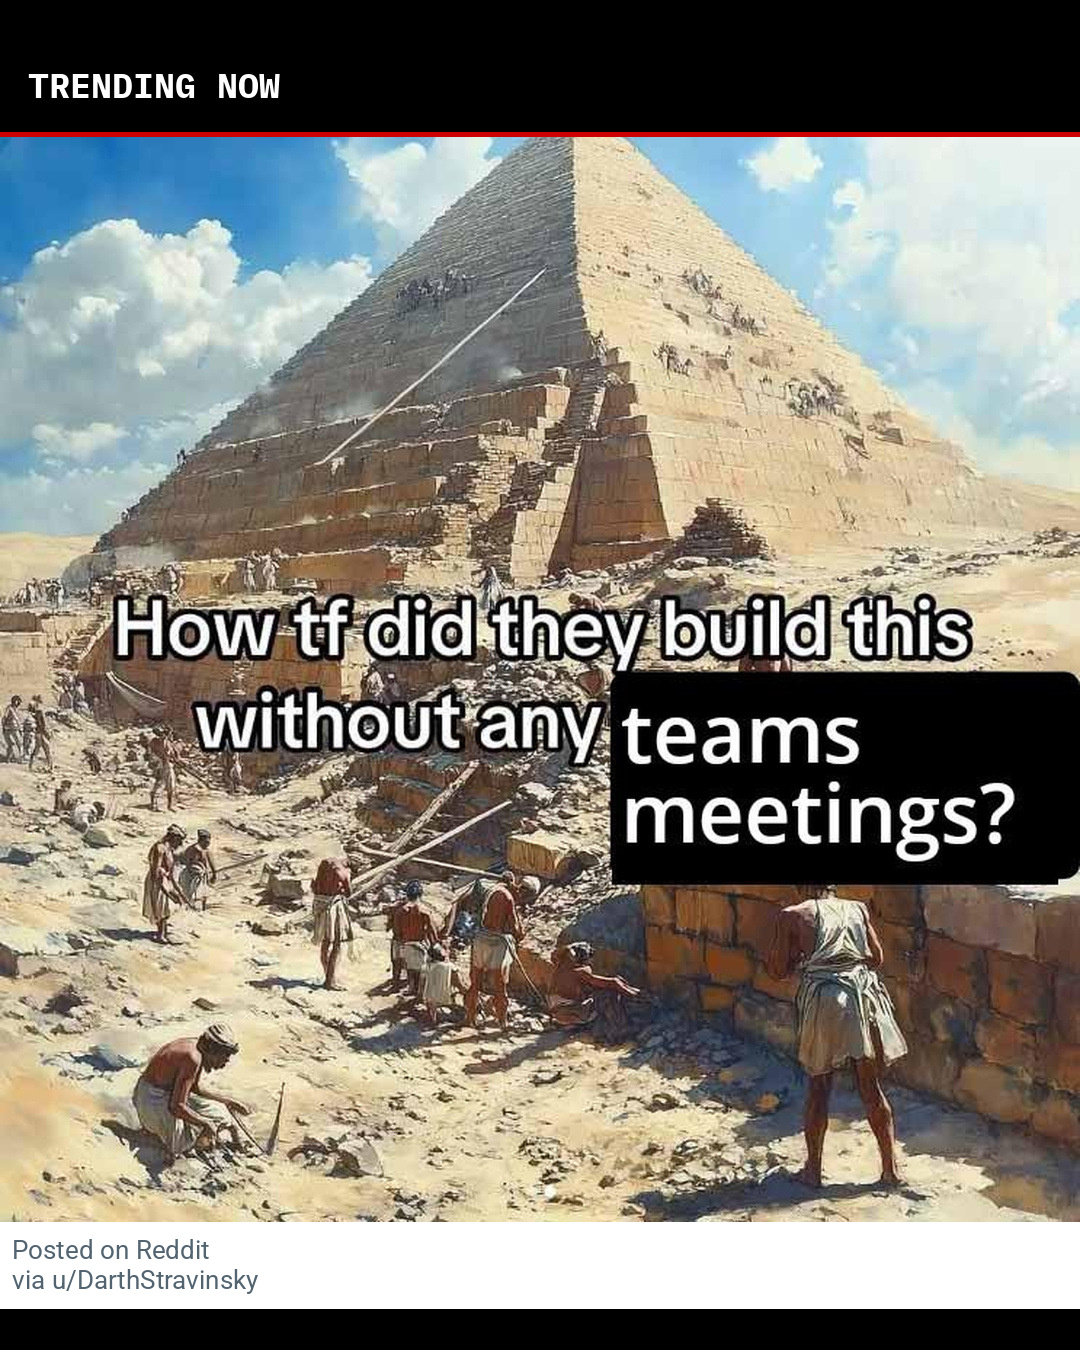 TRENDING NOW
How tf did they build this
without any teams
meetings?
Posted on Reddit
via u/DarthStravinsky